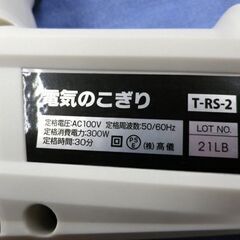 電気のこぎり
T-RS-2
定格電圧:AC100V 定格周波数:50/60Hz
定格消費電力:300W
定格時間:30分
PSE
(株)高儀
LOT NO.
21LB